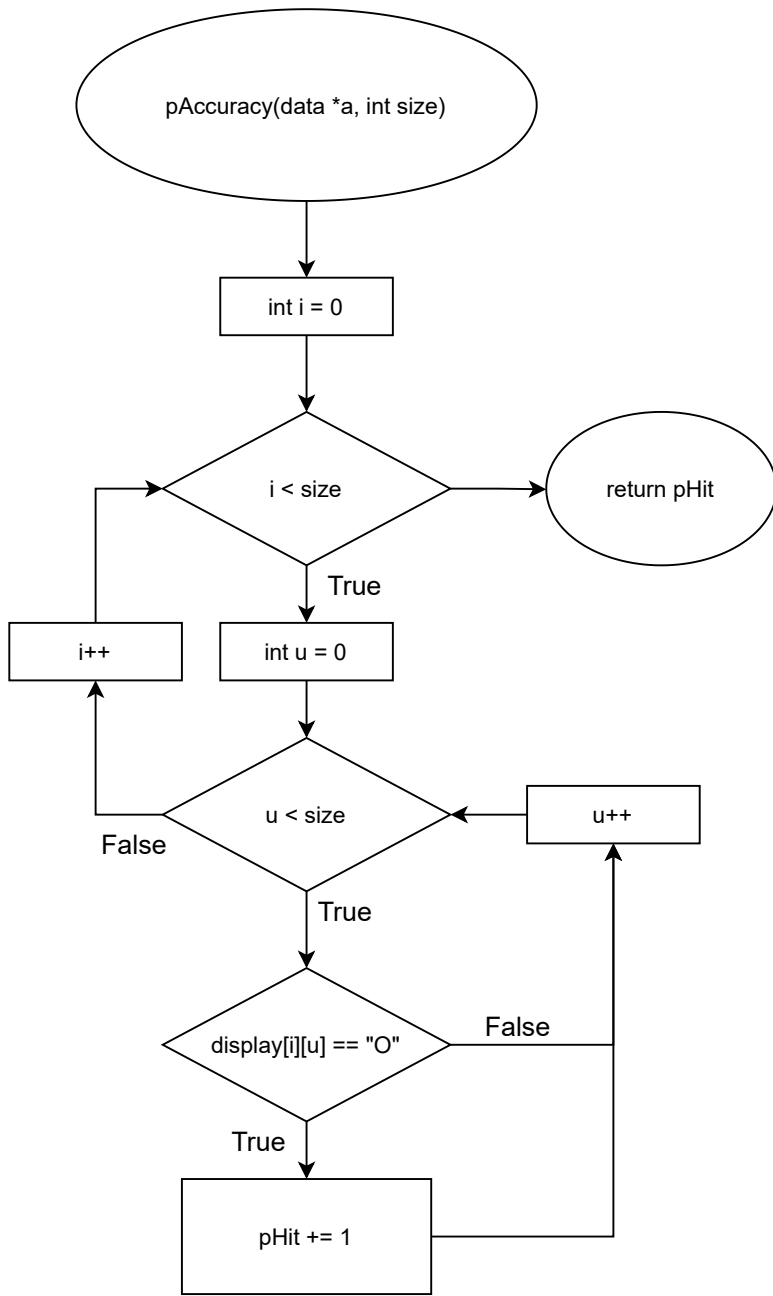 pAccuracy(data *a, int size)
int i = 0
i < size
return pHit
True
i++
int u = 0
u < size
u++
False
True
display[i][u] == "O"
False
True
pHit += 1